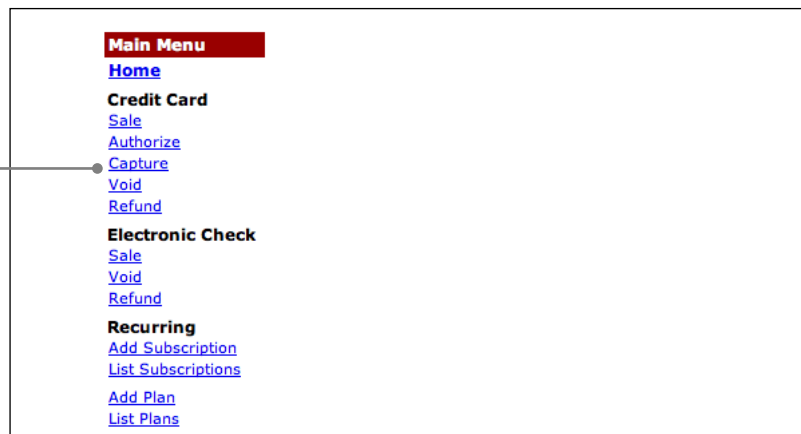 Main Menu
Home
Credit Card
Sale
Authorize
Capture
Void
Refund
Electronic Check
Sale
Void
Refund
Recurring
Add Subscription
List Subscriptions
Add Plan
List Plans